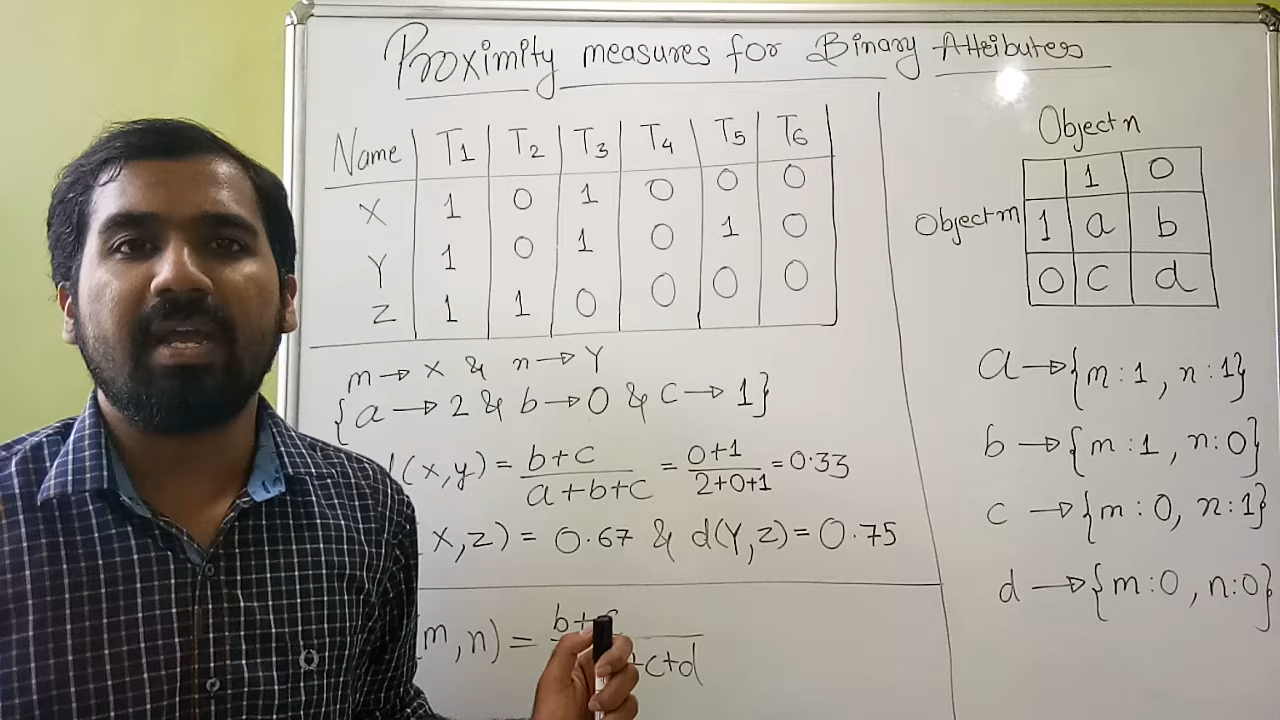 Proximity measures for Binary Attributes
Name T1 T2 T3 T4 T5 T6
X 1 0 1 0 0 0
Y 1 0 1 0 1 0
Z 1 1 0 0 0 0
m → X & n → Y
{a → 2 & b → 0 & c → 1}
(x,y) = b+c / a+b+c = 0+1 / 2+0+1 = 0.33
X,z) = 0.67 & d(Y,z) = 0.75
(m,n) = b+ +c+d
Object n
1 0
Object m 1 a b
0 c d
a → {m:1, n:1}
b → {m:1, n:0}
c → {m:0, n:1}
d → {m:0, n:0}